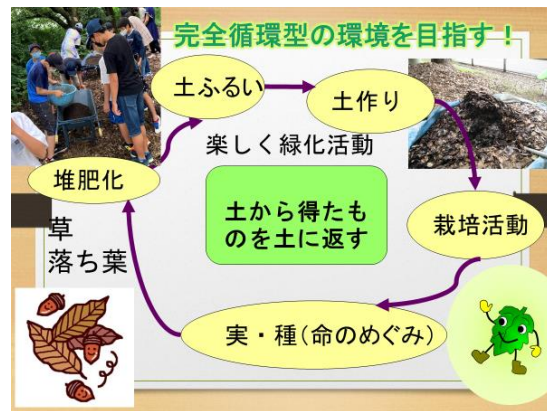 完全循環型の環境を目指す!
土ふるい
土作り
楽しく緑化活動
堆肥化
土から得たも
のを土に返す
栽培活動
草
落ち葉
実・種(命のめぐみ)